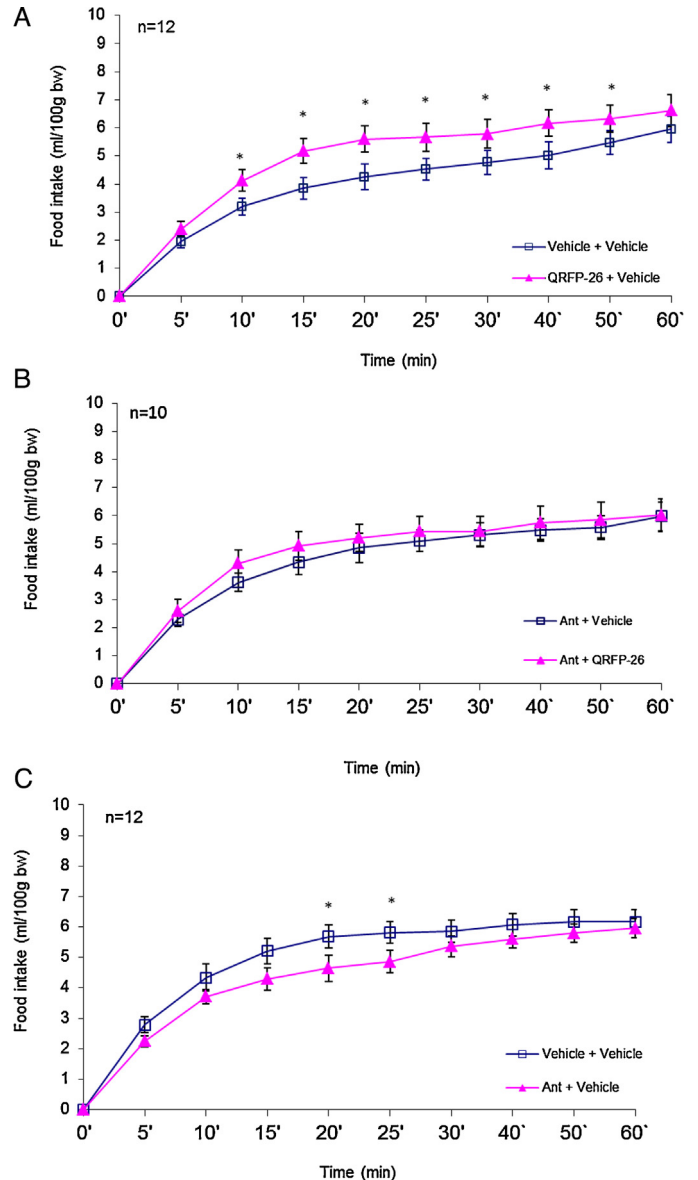 A
n=12
Food intake (ml/100g bw)
10
9
8
7
6
5
4
3
2
1
0
* * * * * * * *
Vehicle + Vehicle
QRFP-26 + Vehicle
0' 5' 10' 15' 20' 25' 30' 40` 50` 60`
Time (min)
B
n=10
Food intake (ml/100g bw)
10
9
8
7
6
5
4
3
2
1
0
Ant + Vehicle
Ant + QRFP-26
0' 5' 10' 15' 20' 25' 30' 40` 50` 60`
Time (min)
C
n=12
Food intake (ml/100g bw)
10
9
8
7
6
5
4
3
2
1
0
* *
Vehicle + Vehicle
Ant + Vehicle
0' 5' 10' 15' 20' 25' 30' 40` 50` 60`
Time (min)